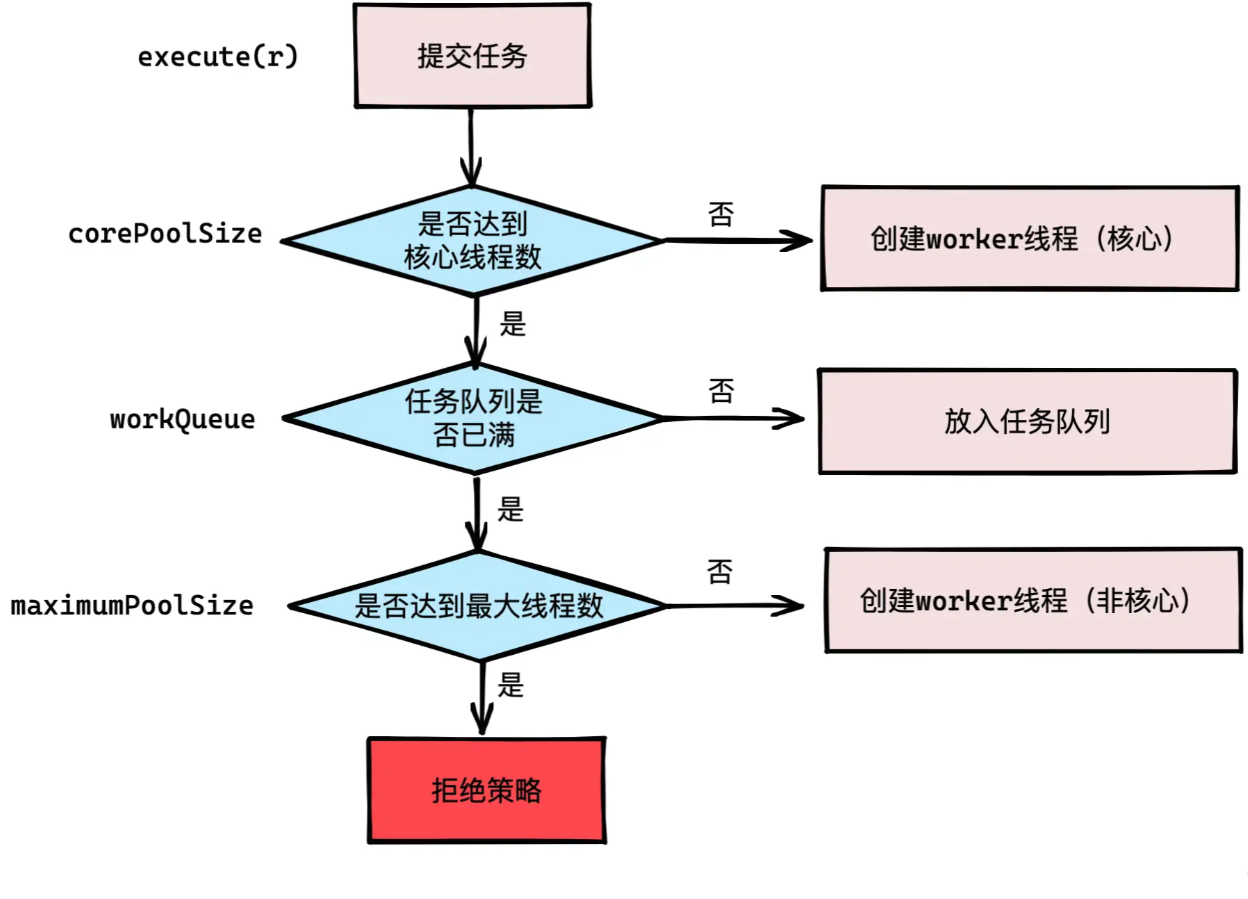 execute(r)
提交任务
corePoolSize
是否达到
核心线程数
否
创建worker线程（核心）
是
workQueue
任务队列是
否已满
否
放入任务队列
是
maximumPoolSize
是否达到最大线程数
否
创建worker线程（非核心）
是
拒绝策略